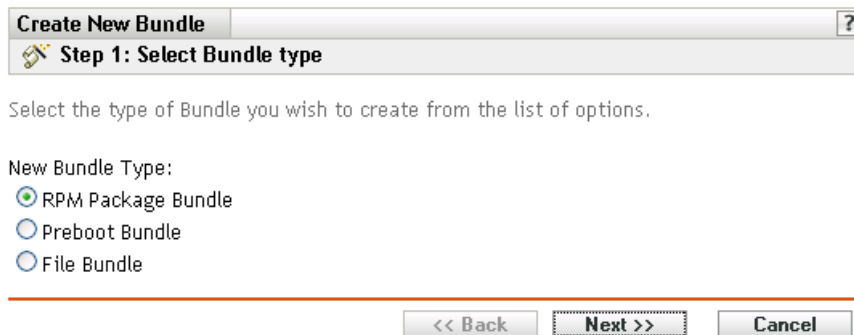 Create New Bundle ?
Step 1: Select Bundle type
Select the type of Bundle you wish to create from the list of options.
New Bundle Type:
RPM Package Bundle
Preboot Bundle
File Bundle
<< Back Next >> Cancel